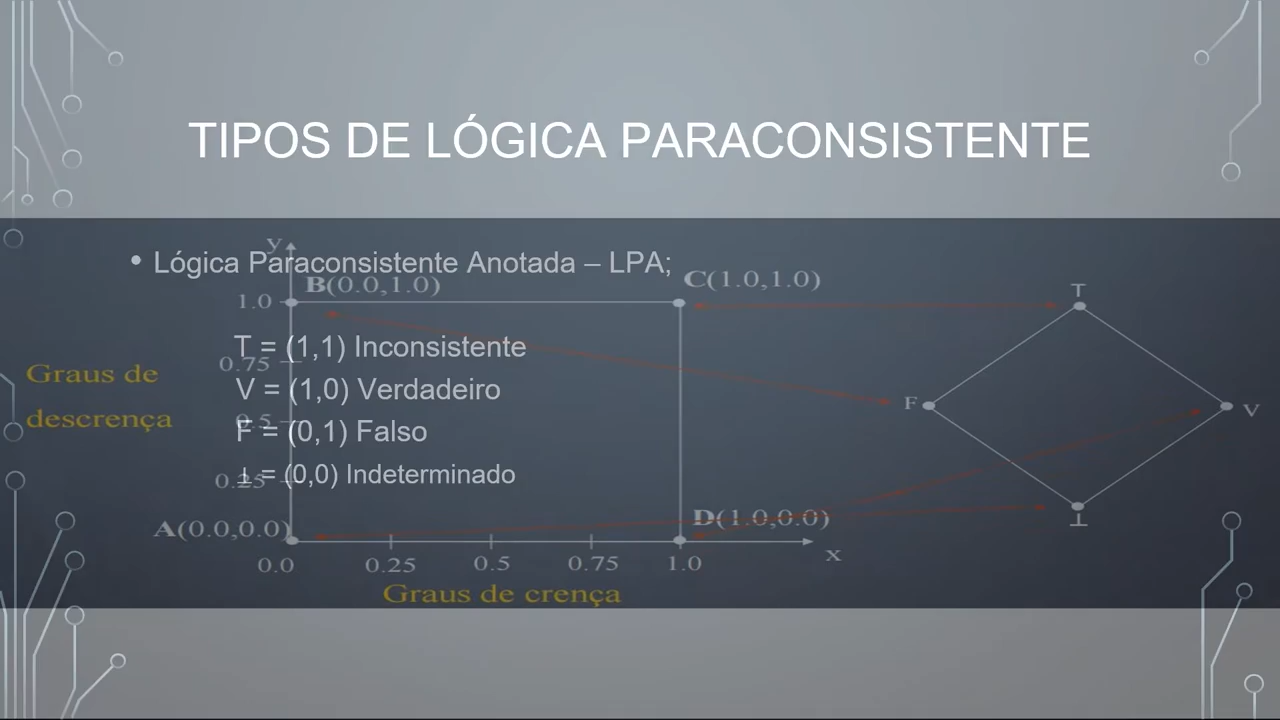 TIPOS DE LÓGICA PARACONSISTENTE
• Lógica Paraconsistente Anotada – LPA;
T = (1,1) Inconsistente
V = (1,0) Verdadeiro
F = (0,1) Falso
⊥ = (0,0) Indeterminado
y
B(0.0,1.0)
C(1.0,1.0)
1.0
0.75
0.5
0.25
Graus de
descrença
A(0.0,0.0)
D(1.0,0.0)
x
0.0 0.25 0.5 0.75 1.0
Graus de crença
T
F
V
⊥